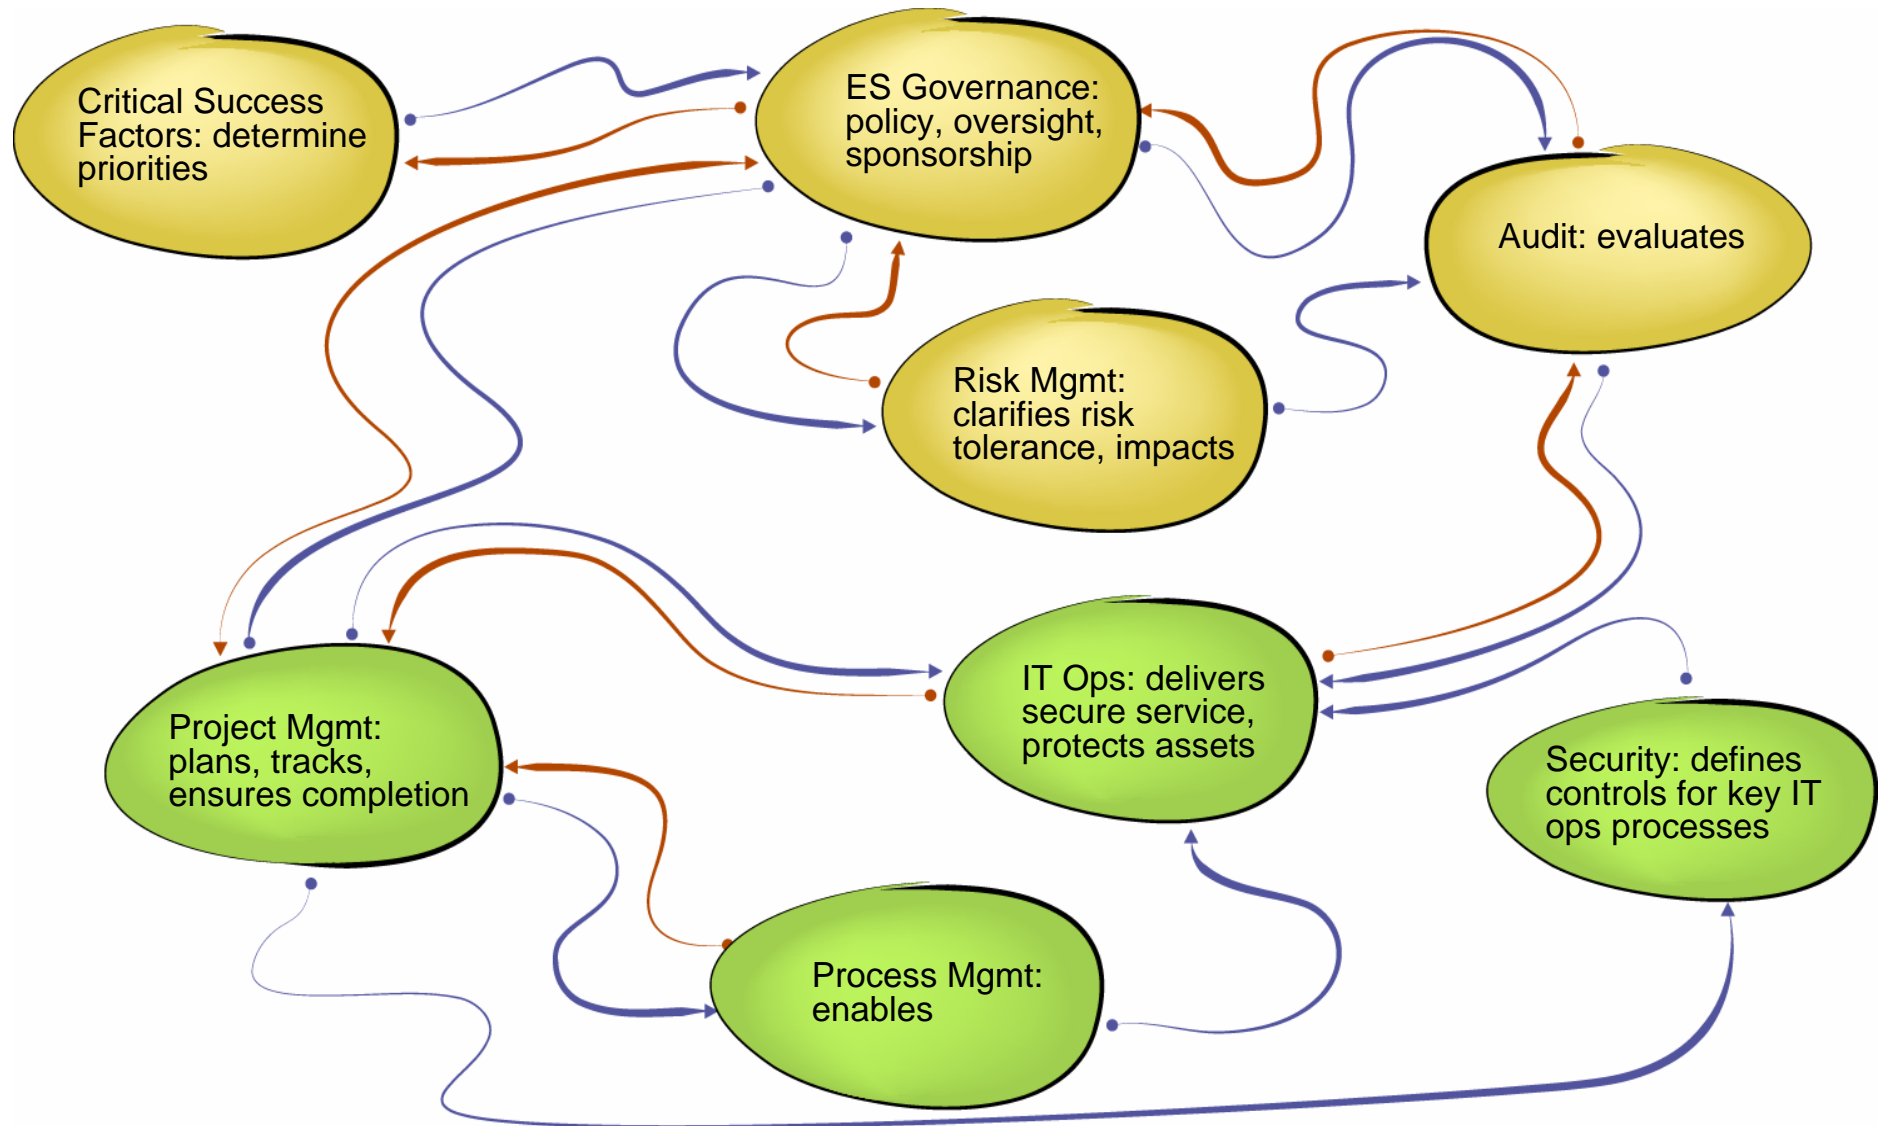 Critical Success
Factors: determine
priorities
ES Governance:
policy, oversight,
sponsorship
Audit: evaluates
Risk Mgmt:
clarifies risk
tolerance, impacts
IT Ops: delivers
secure service,
protects assets
Project Mgmt:
plans, tracks,
ensures completion
Security: defines
controls for key IT
ops processes
Process Mgmt:
enables